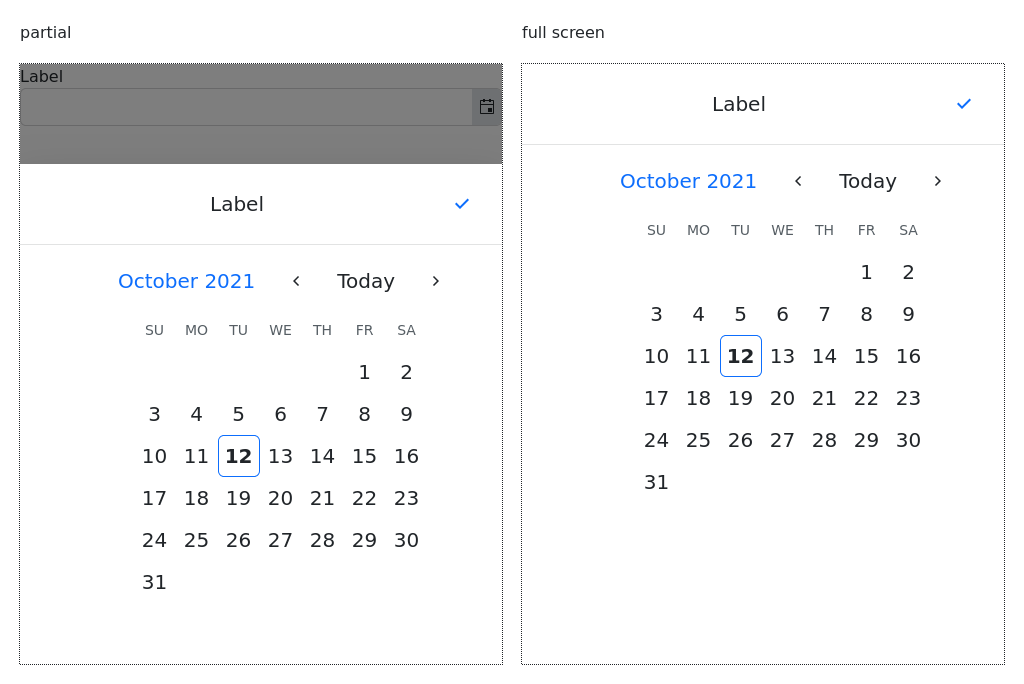 partial
Label
Label
October 2021 Today
SU MO TU WE TH FR SA
1 2
3 4 5 6 7 8 9
10 11 12 13 14 15 16
17 18 19 20 21 22 23
24 25 26 27 28 29 30
31
full screen
Label
October 2021 Today
SU MO TU WE TH FR SA
1 2
3 4 5 6 7 8 9
10 11 12 13 14 15 16
17 18 19 20 21 22 23
24 25 26 27 28 29 30
31